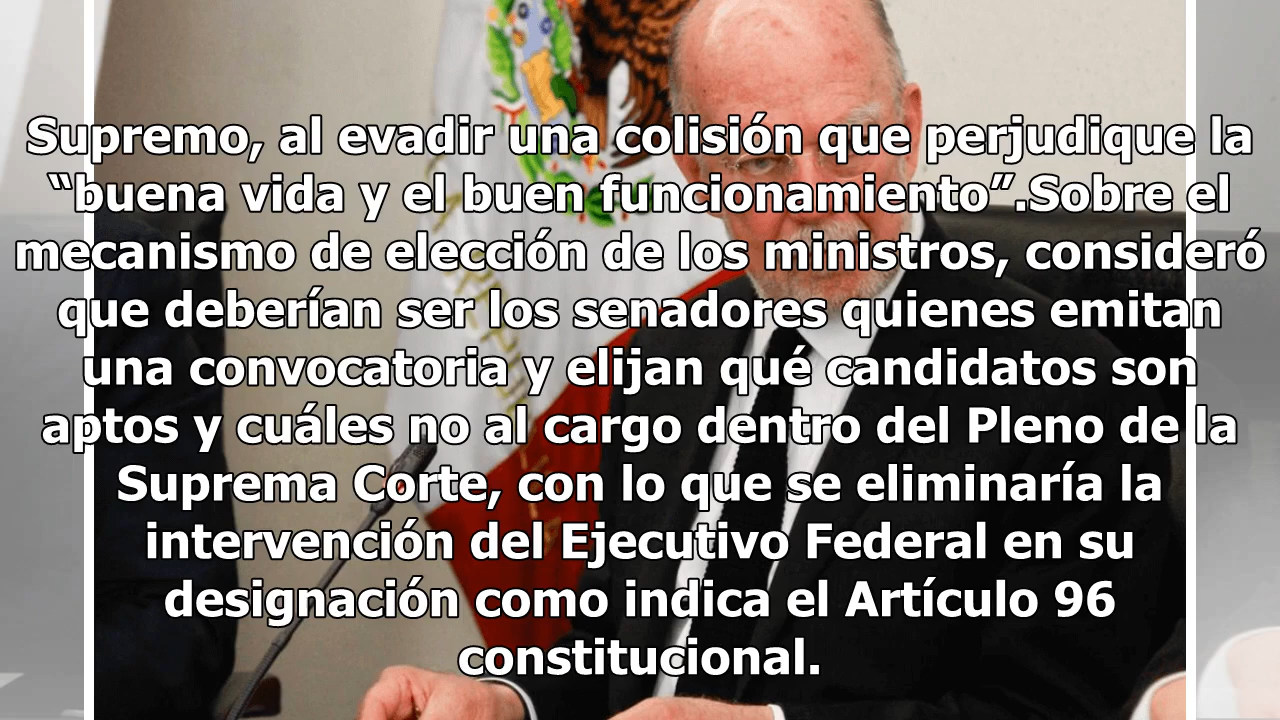 Supremo, al evadir una colisión que perjudique la
“buena vida y el buen funcionamiento”.Sobre el
mecanismo de elección de los ministros, consideró
que deberían ser los senadores quienes emitan
una convocatoria y elijan qué candidatos son
aptos y cuáles no al cargo dentro del Pleno de la
Suprema Corte, con lo que se eliminaría la
intervención del Ejecutivo Federal en su
designación como indica el Artículo 96
constitucional.